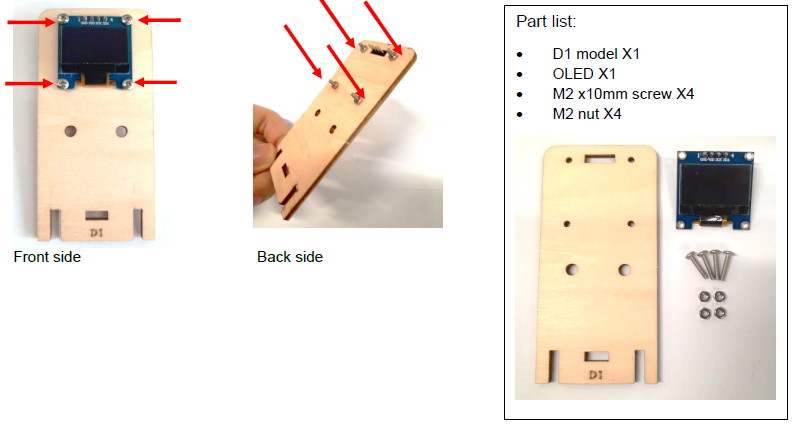 Part list:
• D1 model X1
• OLED X1
• M2 x10mm screw X4
• M2 nut X4
D1
D1
Front side
Back side